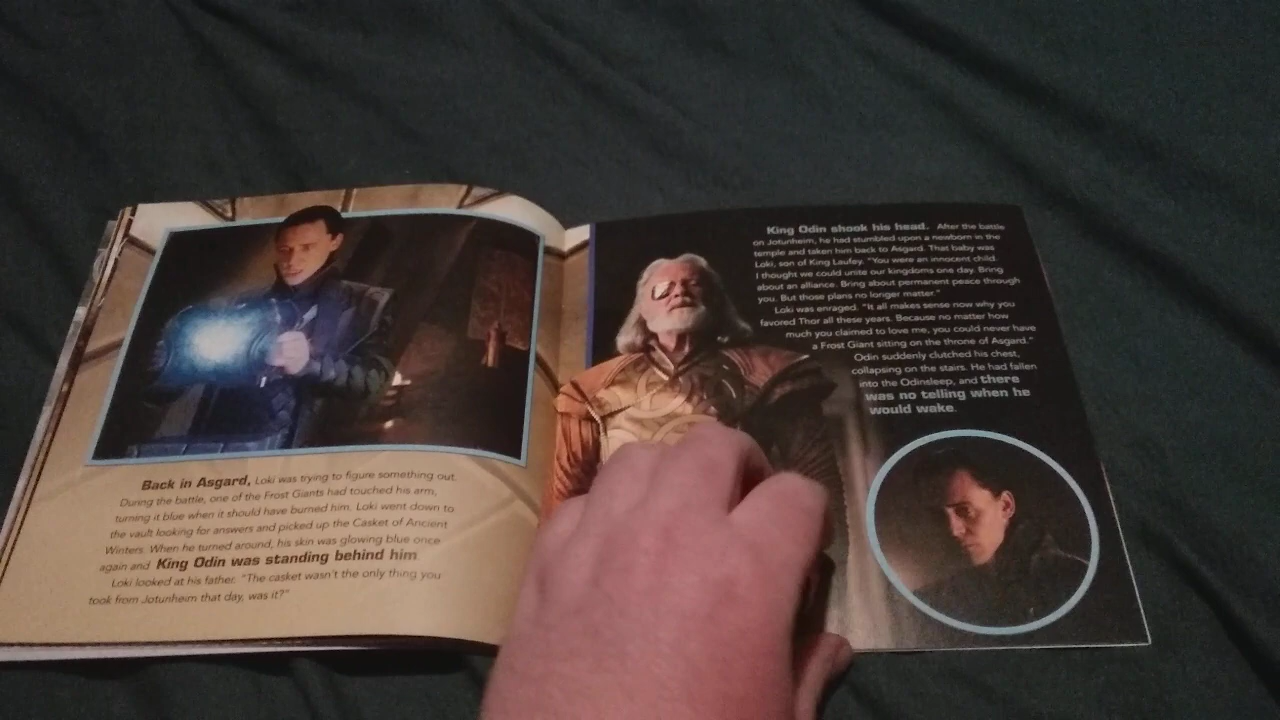 Back in Asgard, Loki was trying to figure something out.
During the battle, one of the Frost Giants had touched his arm,
turning it blue when it should have burned him. Loki went down to
the vault looking for answers and picked up the Casket of Ancient
Winters. When he turned around, his skin was glowing blue once
again and King Odin was standing behind him
Loki looked at his father. "The casket wasn't the only thing you
took from Jotunheim that day, was it?"
King Odin shook his head. After the battle
on Jotunheim, he had stumbled upon a newborn in the
temple and taken him back to Asgard. That baby was
Loki, son of King Laufey. "You were an innocent child.
I thought we could unite our kingdoms one day. Bring
about an alliance. Bring about permanent peace through
you. But those plans no longer matter."
Loki was enraged. "It all makes sense now why you
favored Thor all these years. Because no matter how
much you claimed to love me, you could never have
a Frost Giant sitting on the throne of Asgard."
Odin suddenly clutched his chest,
collapsing on the stairs. He had fallen
into the Odinsleep, and there
was no telling when he
would wake.